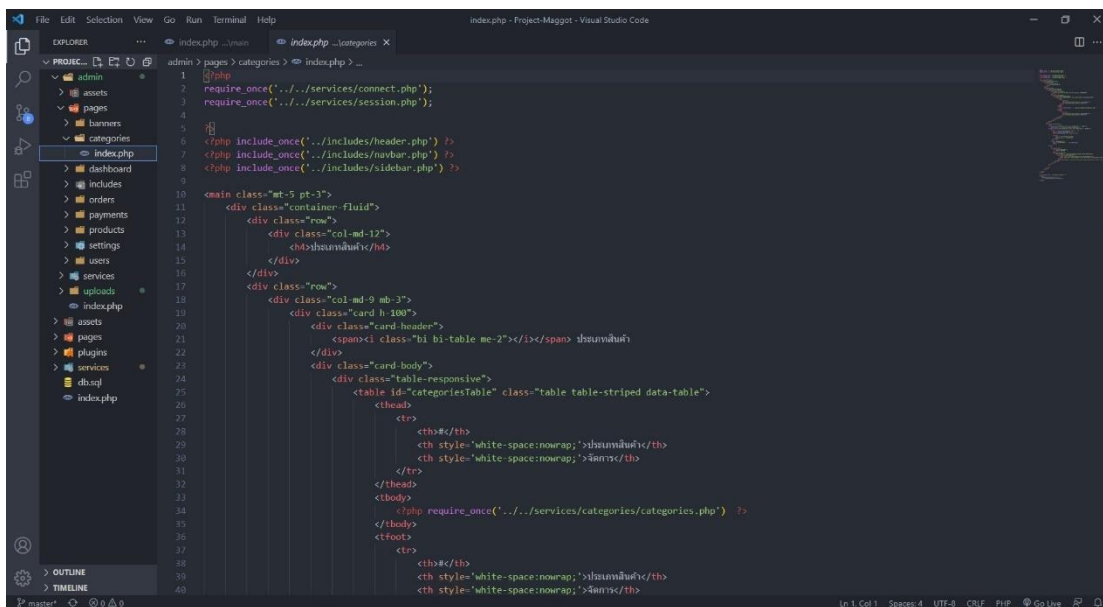 File Edit Selection View Go Run Terminal Help
index.php - Project-Maggot - Visual Studio Code
EXPLORER
index.php ...\main
index.php ...\categories
PROJEC...
admin > pages > categories > index.php > ...
admin
assets
pages
banners
categories
index.php
dashboard
includes
orders
payments
products
settings
users
services
uploads
index.php
assets
pages
plugins
services
db.sql
index.php
OUTLINE
TIMELINE
1 <?php
2 require_once('../../services/connect.php');
3 require_once('../../services/session.php');
4
5 ?>
6 <?php include_once('../includes/header.php') ?>
7 <?php include_once('../includes/navbar.php') ?>
8 <?php include_once('../includes/sidebar.php') ?>
9
10 <main class="mt-5 pt-3">
11 <div class="container-fluid">
12 <div class="row">
13 <div class="col-md-12">
14 <h4>ประเภทสินค้า</h4>
15 </div>
16 </div>
17 <div class="row">
18 <div class="col-md-9 mb-3">
19 <div class="card h-100">
20 <div class="card-header">
21 <span><i class="bi bi-table me-2"></i></span> ประเภทสินค้า
22 </div>
23 <div class="card-body">
24 <div class="table-responsive">
25 <table id="categoriesTable" class="table table-striped data-table">
26 <thead>
27 <tr>
28 <th>#</th>
29 <th style='white-space:nowrap;'>ประเภทสินค้า</th>
30 <th style='white-space:nowrap;'>จัดการ</th>
31 </tr>
32 </thead>
33 <tbody>
34 <?php require_once('../../services/categories/categories.php') ?>
35 </tbody>
36 <tfoot>
37 <tr>
38 <th>#</th>
39 <th style='white-space:nowrap;'>ประเภทสินค้า</th>
40 <th style='white-space:nowrap;'>จัดการ</th>
master* 0 0 Ln 1, Col 1 Spaces: 4 UTF-8 CRLF PHP Go Live